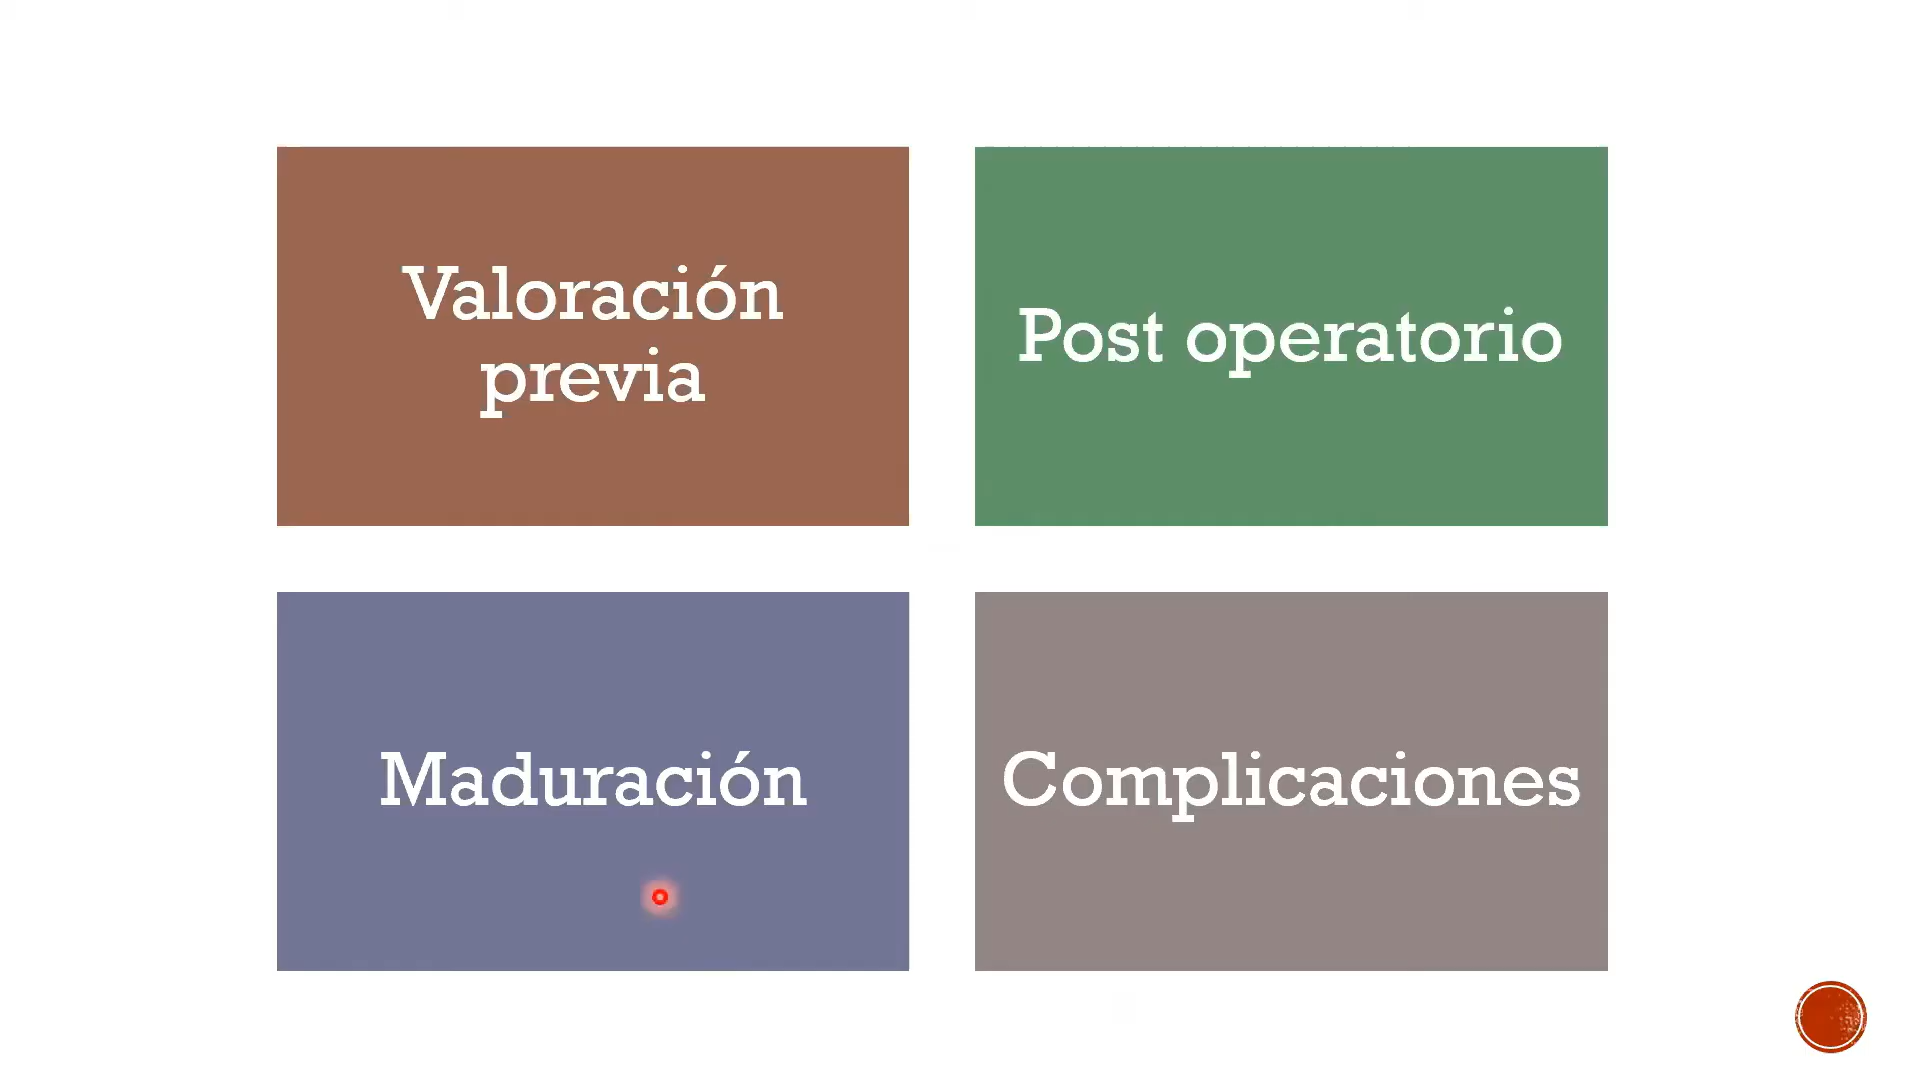 Valoración
previa
Post operatorio
Maduración
Complicaciones